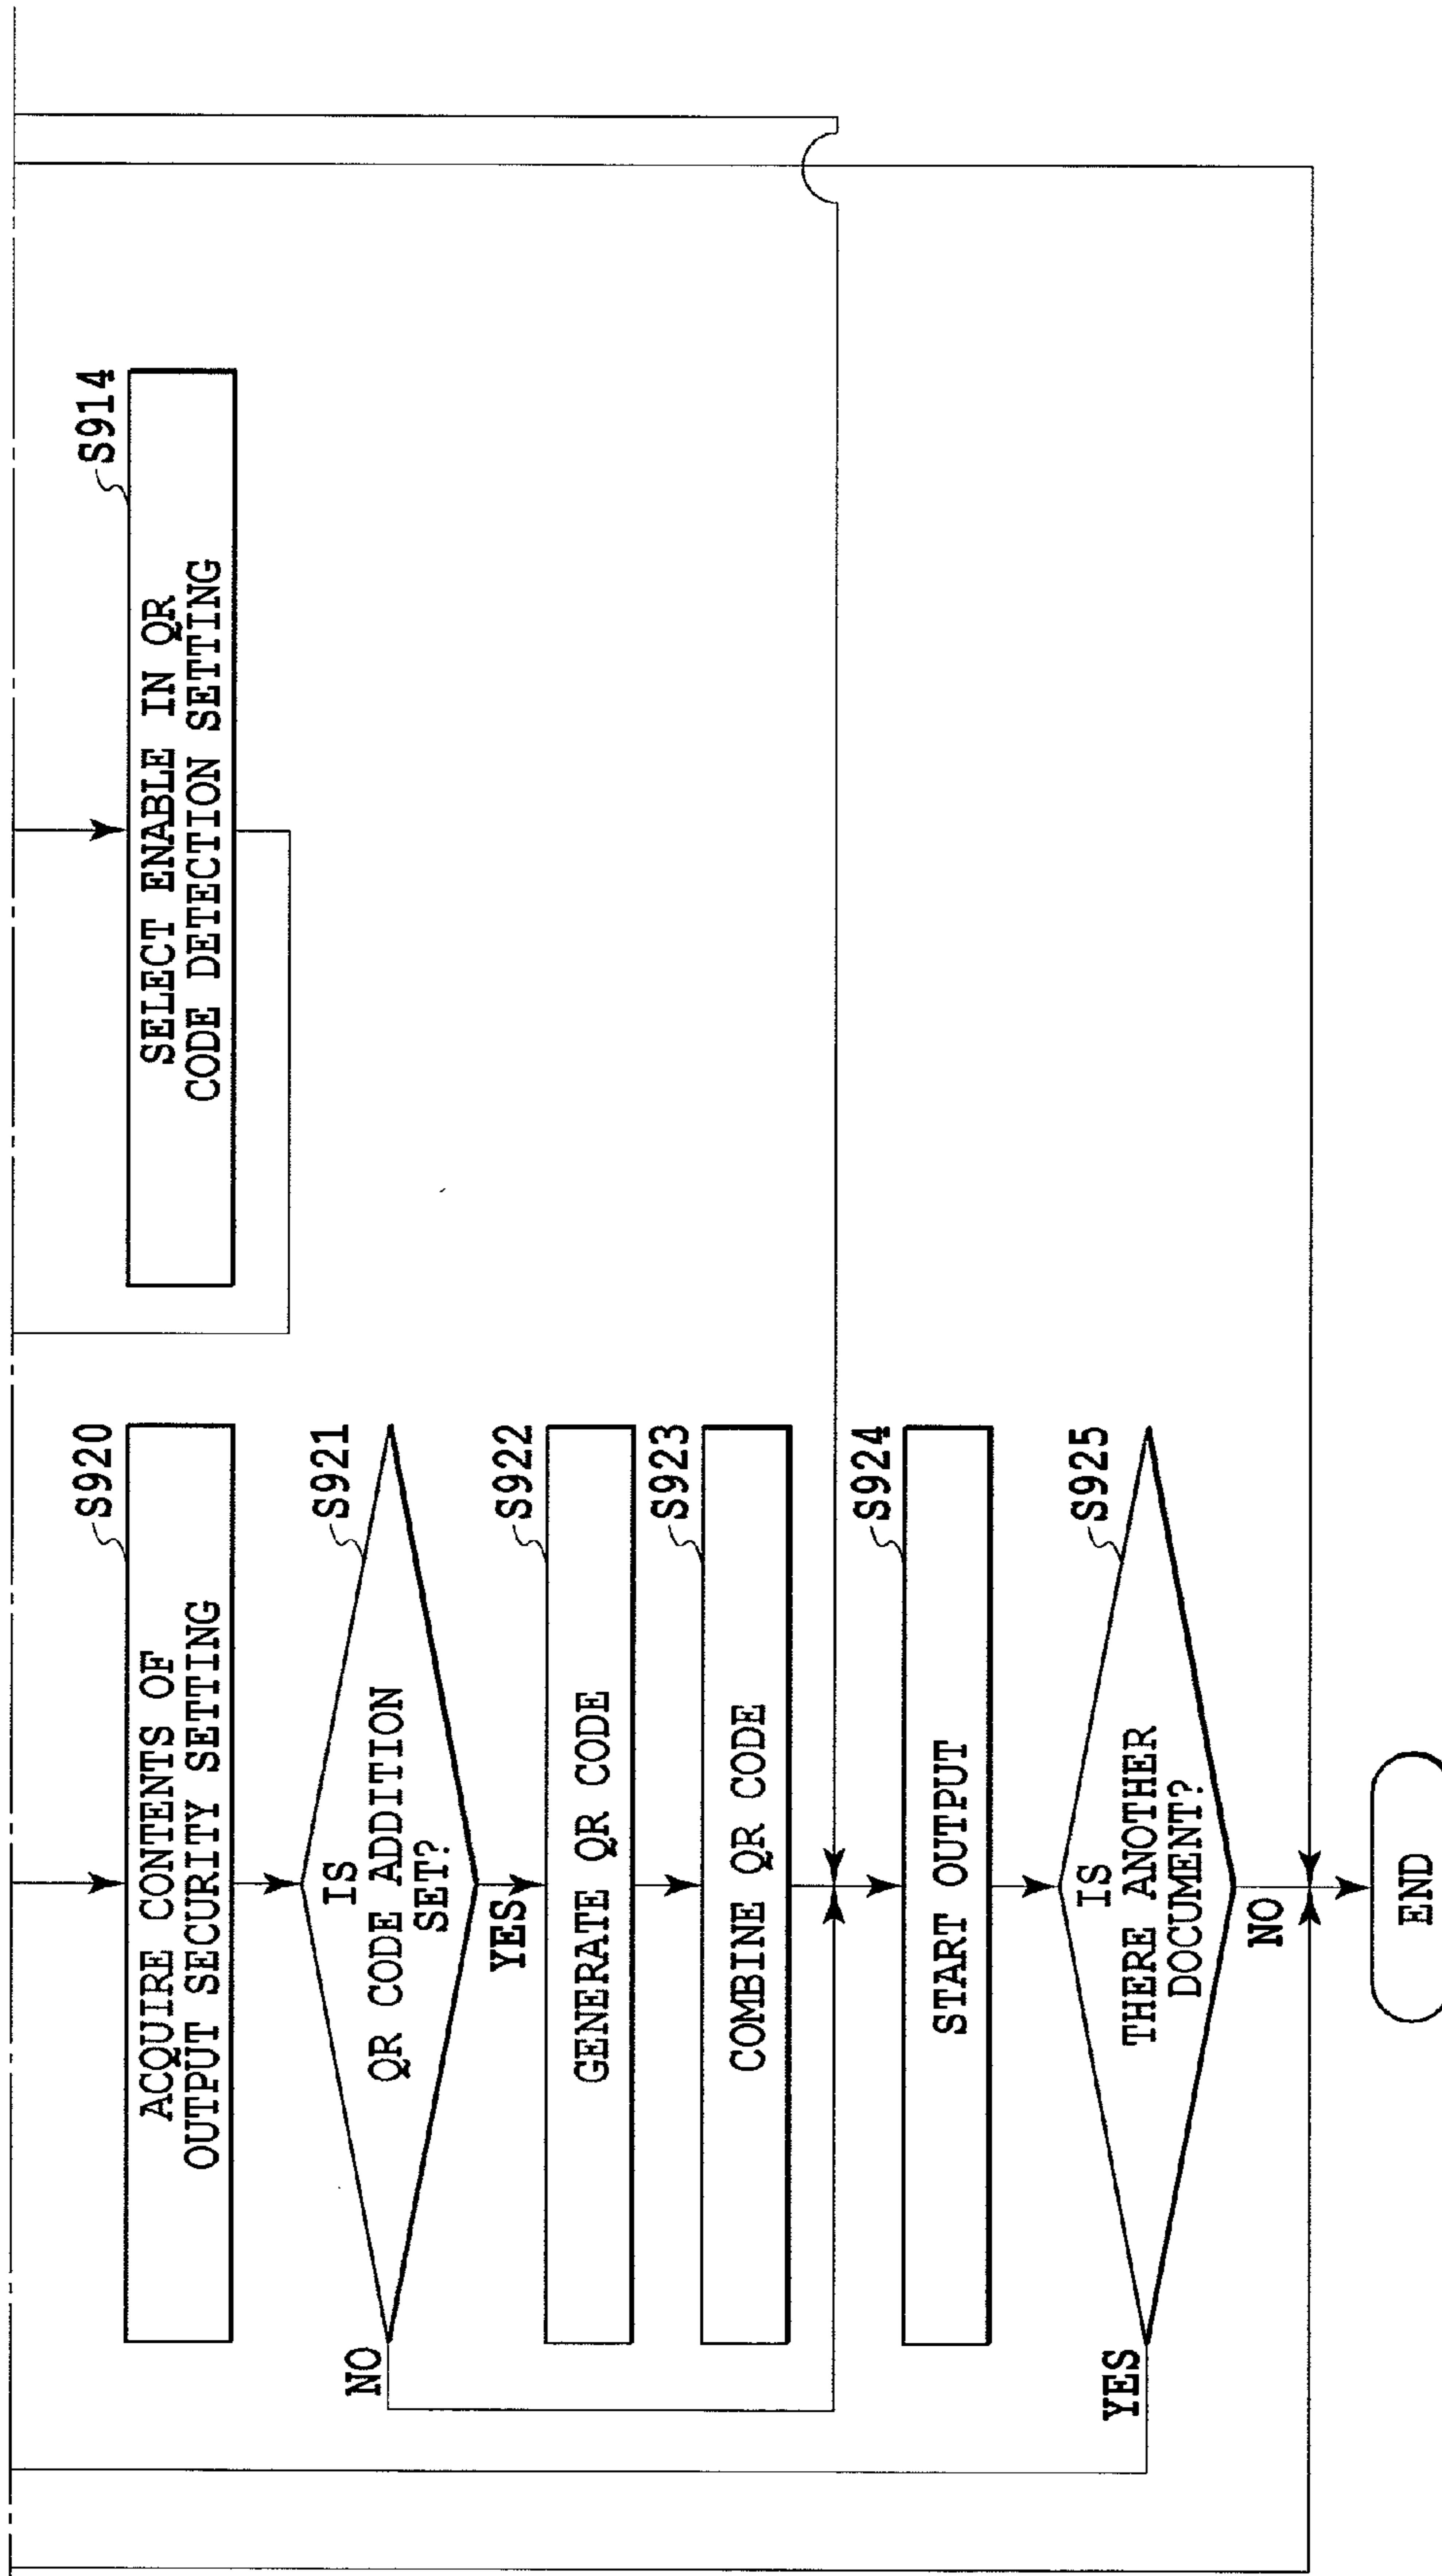 S920
ACQUIRE CONTENTS OF
OUTPUT SECURITY SETTING
S921
IS
QR CODE ADDITION
SET?
NO
YES
S922
GENERATE QR CODE
S923
COMBINE QR CODE
S924
START OUTPUT
S925
IS
THERE ANOTHER
DOCUMENT?
YES
NO
END
S914
SELECT ENABLE IN QR
CODE DETECTION SETTING